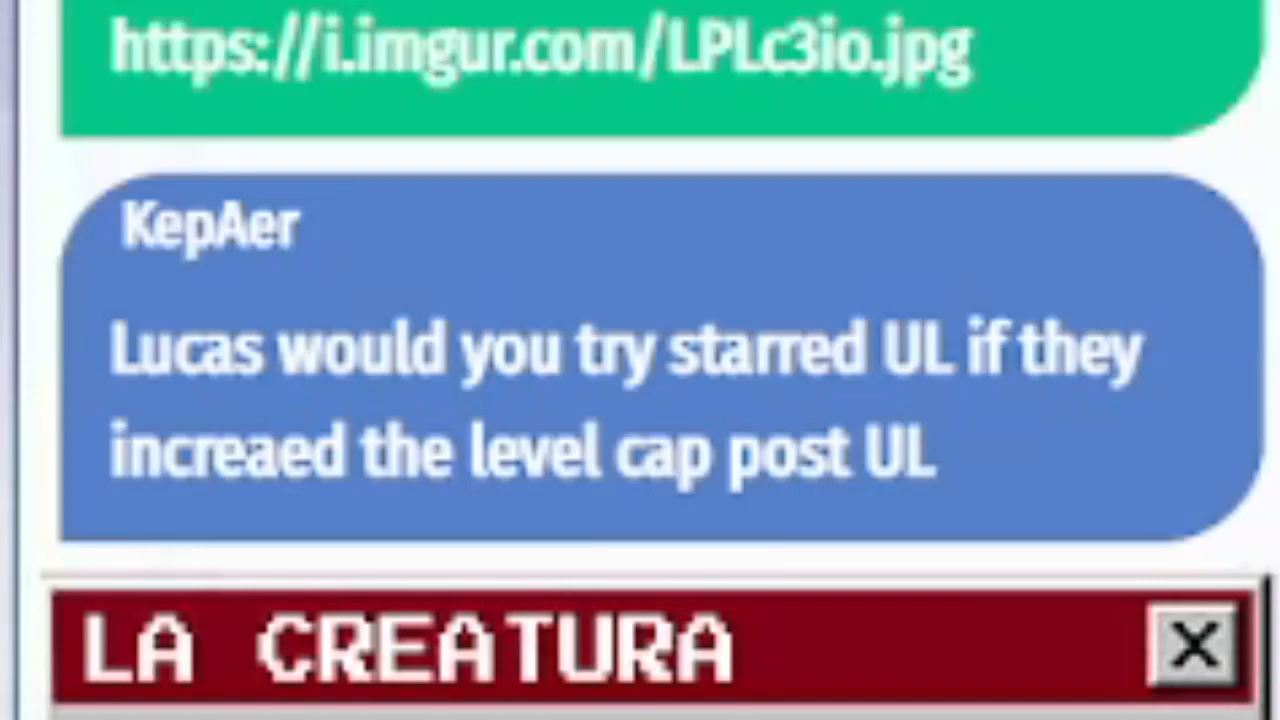 https://i.imgur.com/LPLc3io.jpg
KepAer
Lucas would you try starred UL if they
increaed the level cap post UL
LA CREATURA